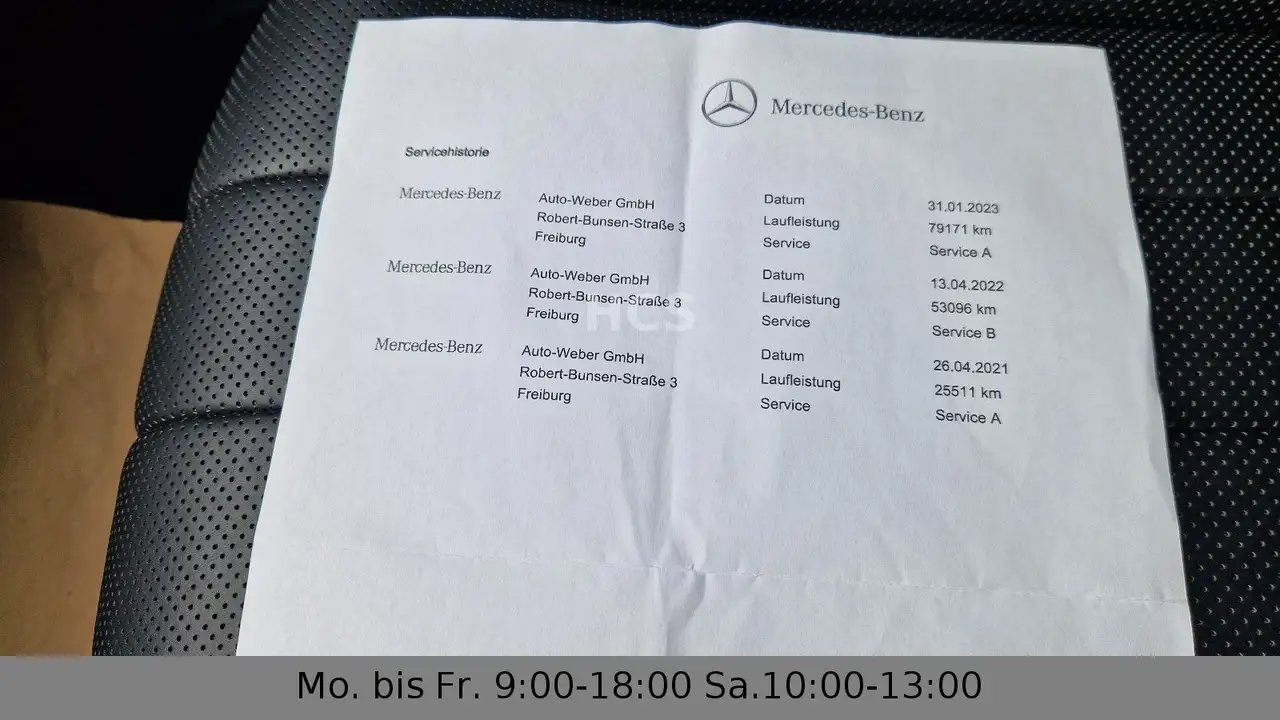 Mercedes-Benz
Servicehistorie
Mercedes-Benz Auto-Weber GmbH Datum 31.01.2023
Robert-Bunsen-Straße 3 Laufleistung 79171 km
Freiburg Service Service A
Mercedes-Benz Auto-Weber GmbH Datum 13.04.2022
Robert-Bunsen-Straße 3 Laufleistung 53096 km
Freiburg Service Service B
HCS
Mercedes-Benz Auto-Weber GmbH Datum 26.04.2021
Robert-Bunsen-Straße 3 Laufleistung 25511 km
Freiburg Service Service A
Mo. bis Fr. 9:00-18:00 Sa.10:00-13:00